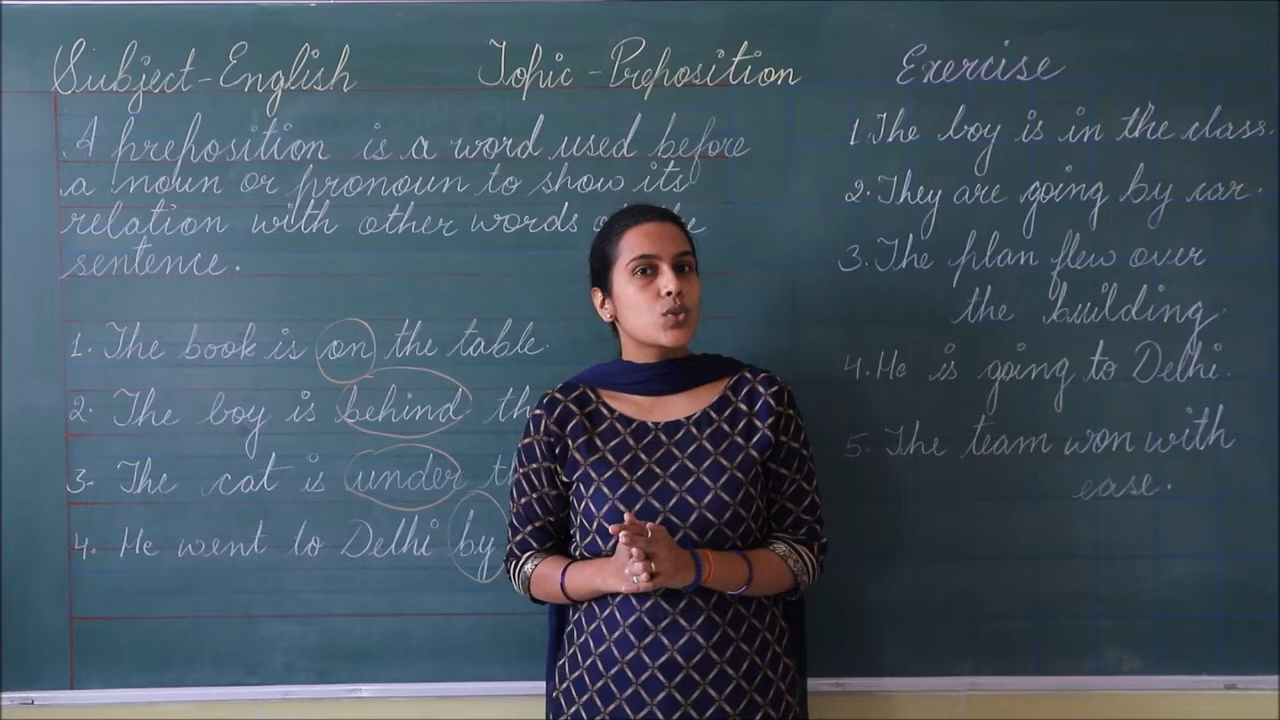 Subject-English
Topic-Preposition
A preposition is a word used before
a noun or pronoun to show its
relation with other words
sentence.
1. The book is on the table.
2. The boy is behind
3. The cat is under
4. He went to Delhi by
Exercise
1. The boy is in the class.
2. They are going by car.
3. The plan flew over
the building.
4. He is going to Delhi.
5. The team won with
ease.